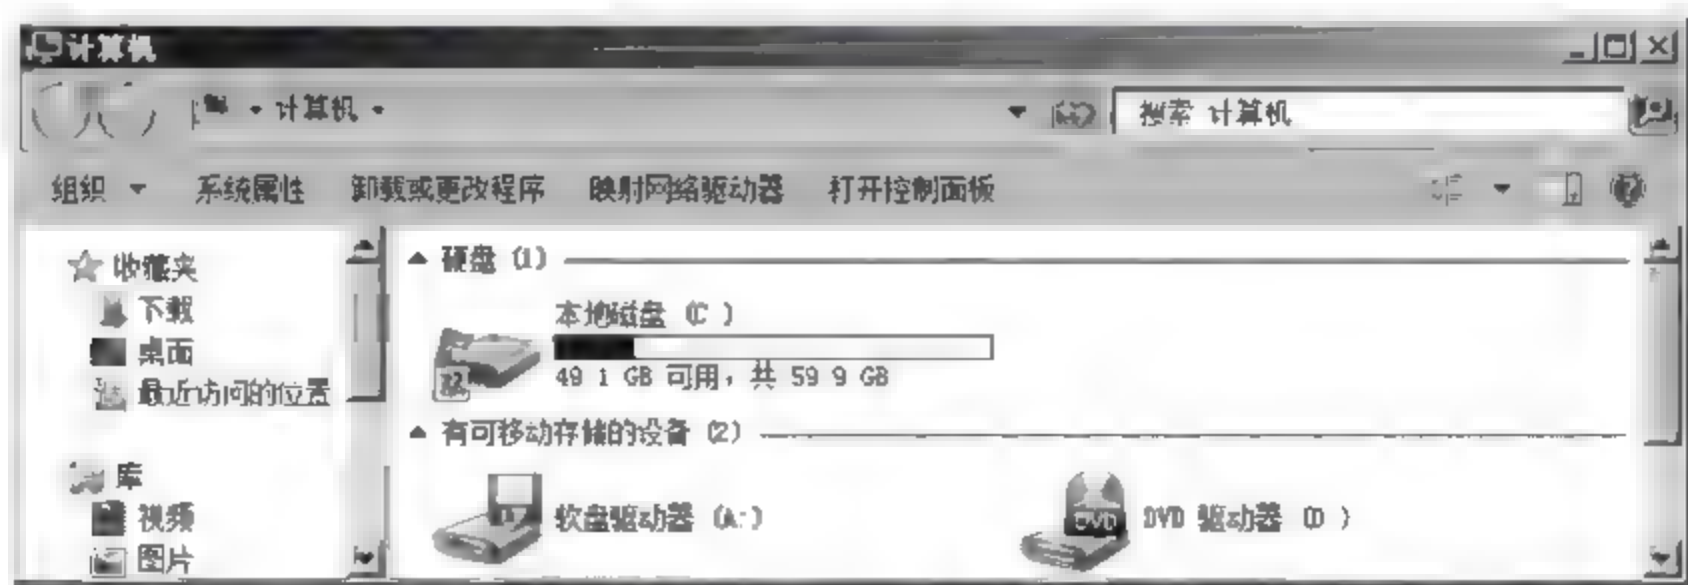 计算机
计算机
搜索 计算机
组织 系统属性 卸载或更改程序 映射网络驱动器 打开控制面板
收藏夹
下载
桌面
最近访问的位置
库
视频
图片
硬盘 (1)
本地磁盘 (C )
49 1 GB 可用，共 59 9 GB
有可移动存储的设备 (2)
软盘驱动器 (A:)
DVD 驱动器 (D )